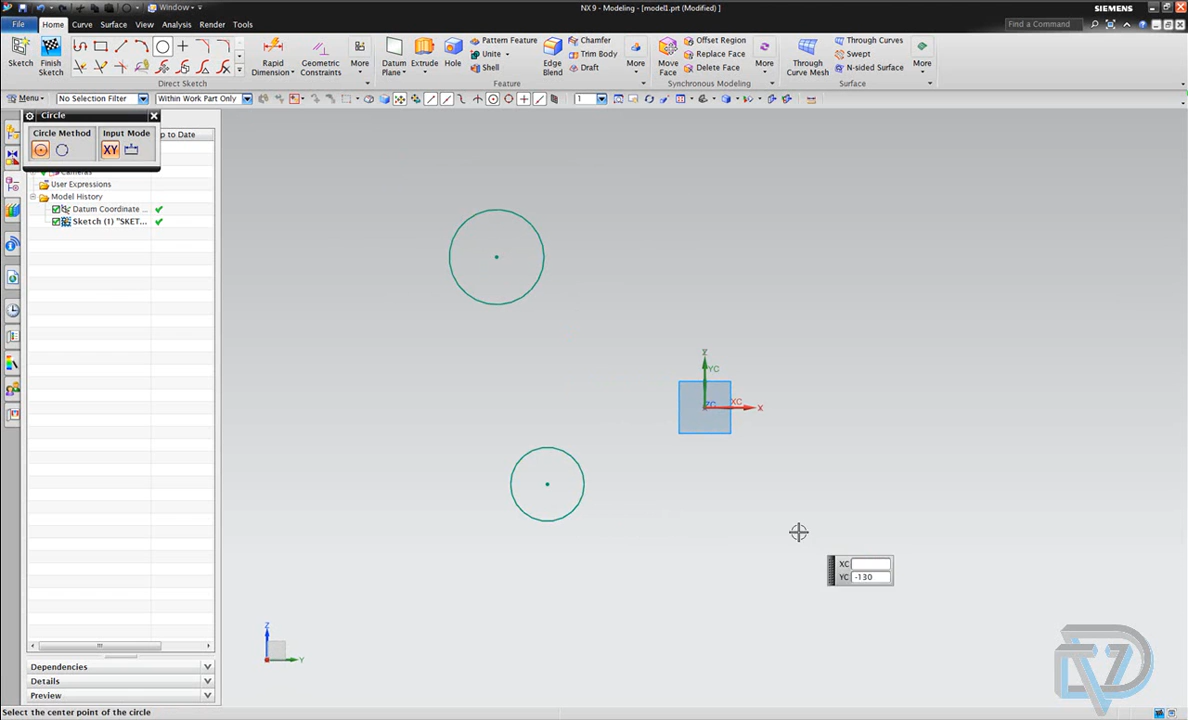 NX 9 - Modeling - [model1.prt (Modified) ]
SIEMENS
Window
File Home Curve Surface View Analysis Render Tools
Find a Command
Sketch
Finish Sketch
Direct Sketch
Rapid Dimension
Geometric Constraints
More
Datum Plane
Extrude
Hole
Pattern Feature
Unite
Shell
Edge Blend
Chamfer
Trim Body
Draft
More
Feature
Move Face
Offset Region
Replace Face
Delete Face
More
Synchronous Modeling
Through Curve Mesh
Through Curves
Swept
N-sided Surface
More
Surface
Menu
No Selection Filter
Within Work Part Only
1
Circle
Circle Method Input Mode
XY
p to Date
Cameras
User Expressions
Model History
Datum Coordinate ...
Sketch (1) "SKET...
Dependencies
Details
Preview
Z
YC
ZC
XC
X
XC
YC -130
Z
Y
Select the center point of the circle